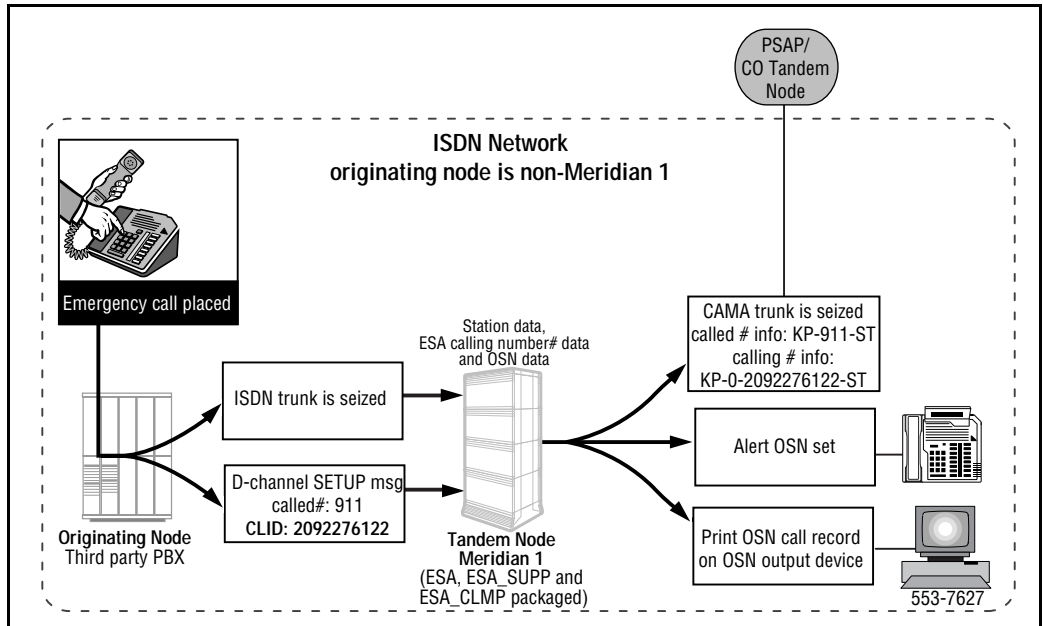 PSAP/
CO Tandem
Node
ISDN Network
originating node is non-Meridian 1
Emergency call placed
Station data,
ESA calling number# data
and OSN data
CAMA trunk is seized
called # info: KP-911-ST
calling # info:
KP-0-2092276122-ST
ISDN trunk is seized
Alert OSN set
D-channel SETUP msg
called#: 911
CLID: 2092276122
Originating Node
Third party PBX
Tandem Node
Meridian 1
(ESA, ESA_SUPP and
ESA_CLMP packaged)
Print OSN call record
on OSN output device
553-7627